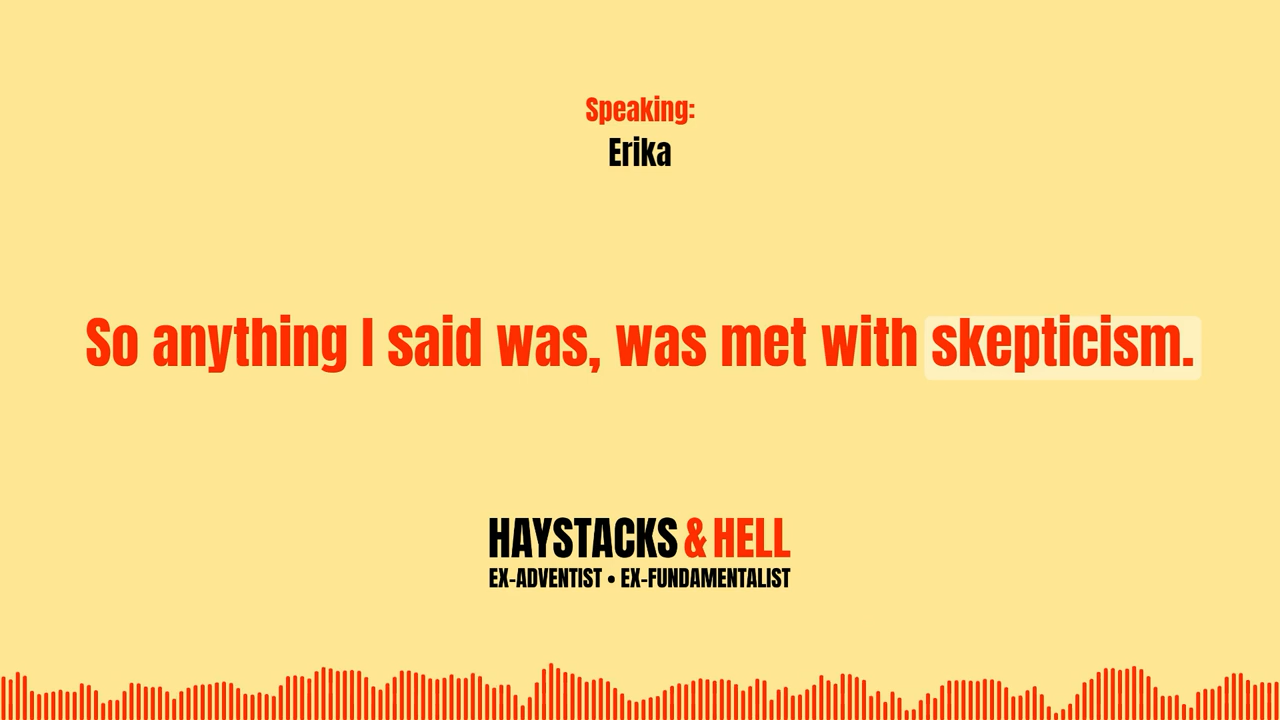 Speaking:
Erika
So anything I said was, was met with skepticism.
HAYSTACKS & HELL
EX-ADVENTIST • EX-FUNDAMENTALIST